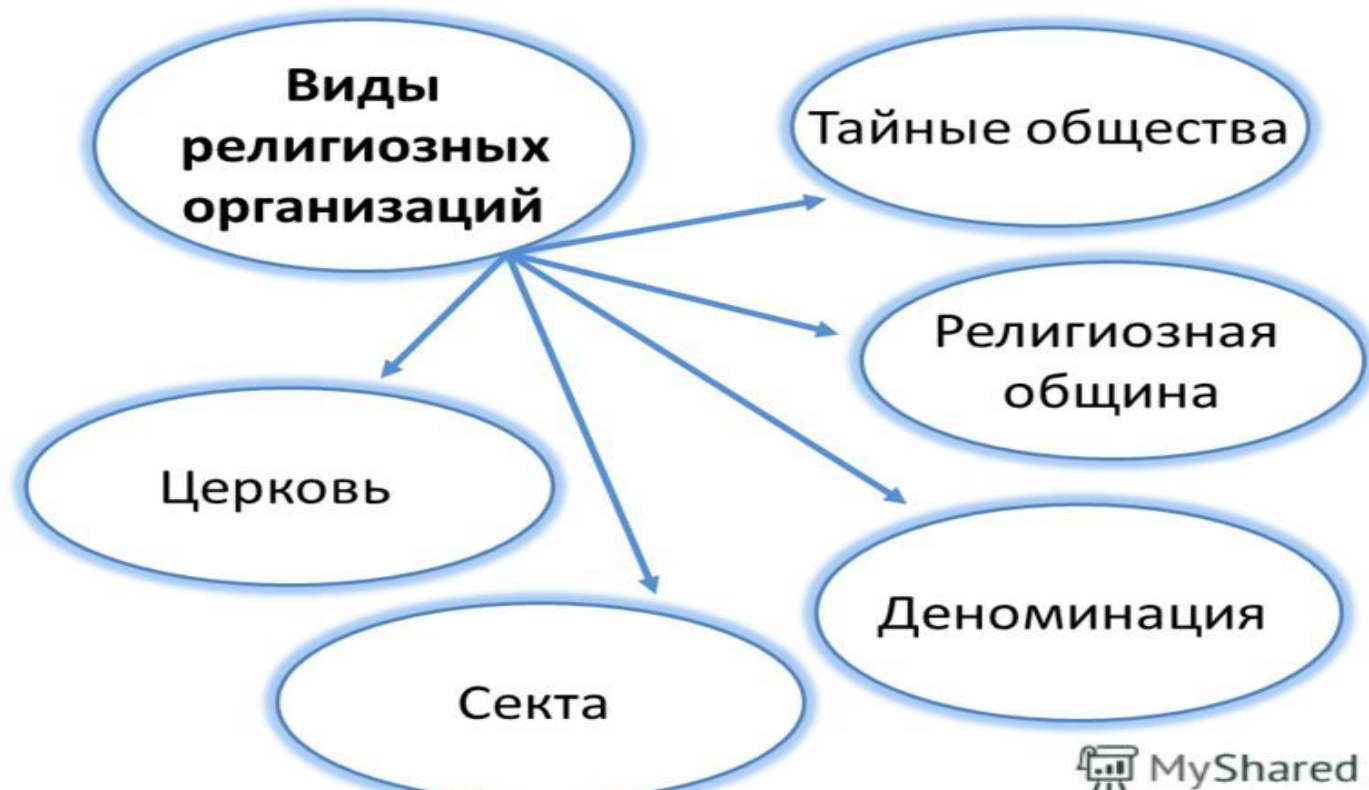 Виды
религиозных
организаций
Тайные общества
Религиозная
община
Церковь
Деноминация
Секта
MyShared